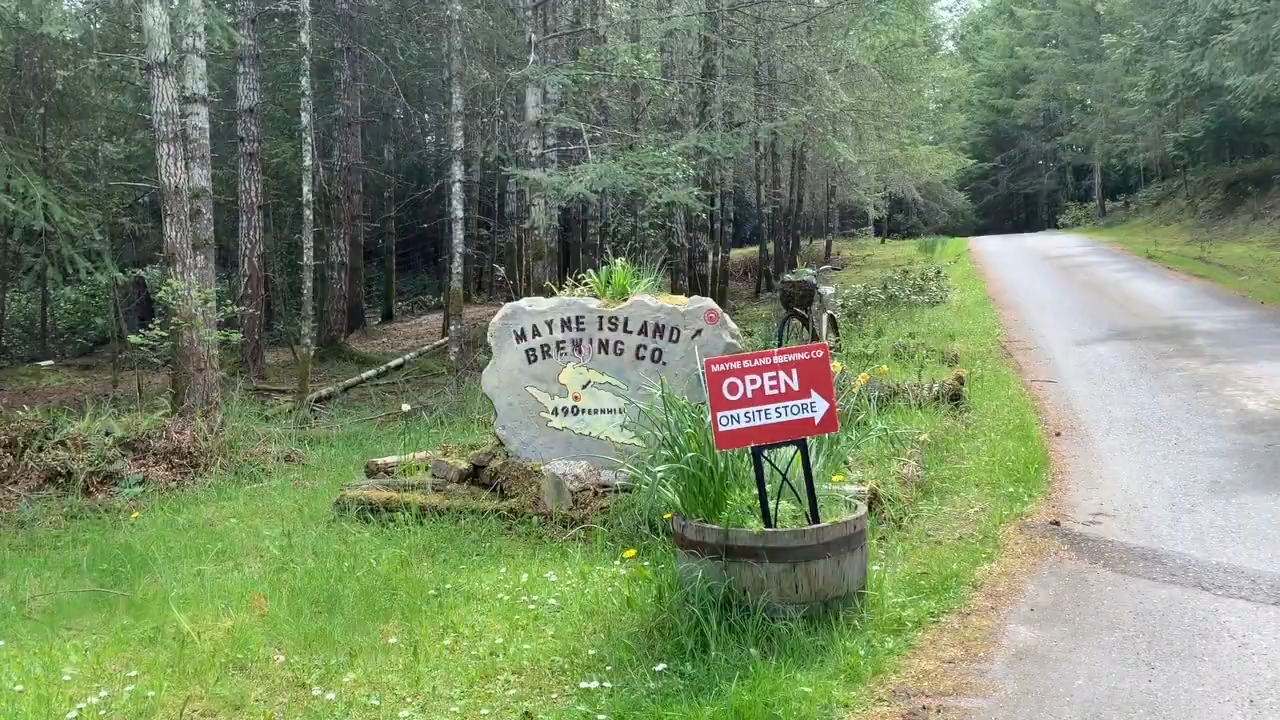 MAYNE ISLAND
BREWING CO.
490 FERNHILL
MAYNE ISLAND BREWING CO
OPEN
ON SITE STORE